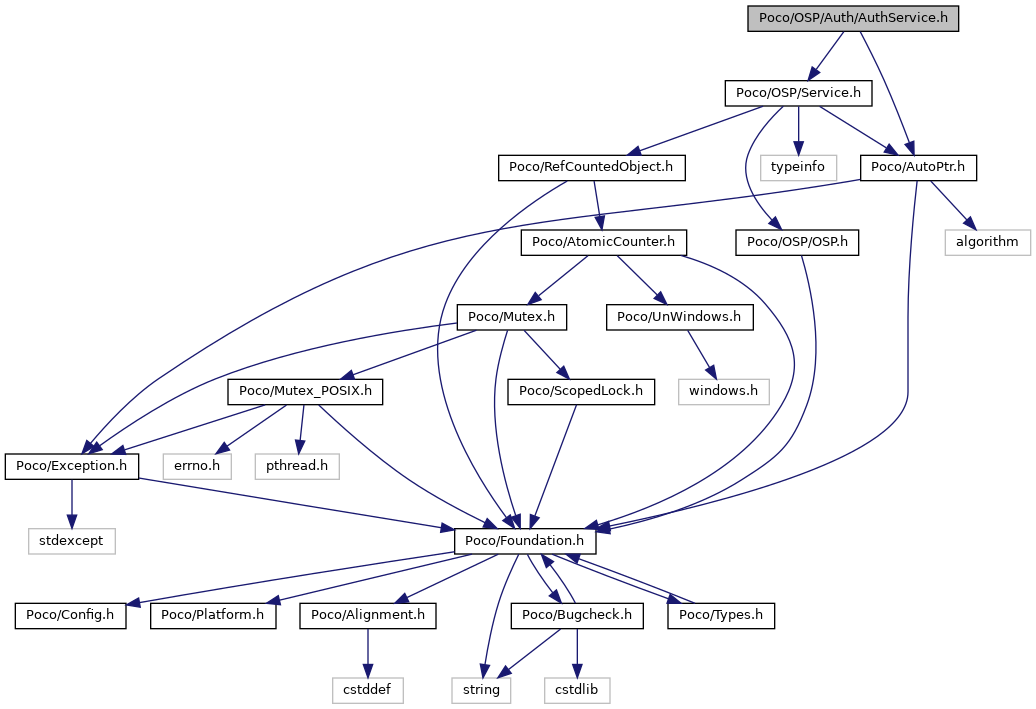 Poco/OSP/Auth/AuthService.h
Poco/OSP/Service.h
Poco/RefCountedObject.h
typeinfo
Poco/AutoPtr.h
Poco/AtomicCounter.h
Poco/OSP/OSP.h
algorithm
Poco/Mutex.h
Poco/UnWindows.h
Poco/Mutex_POSIX.h
Poco/ScopedLock.h
windows.h
Poco/Exception.h
errno.h
pthread.h
stdexcept
Poco/Foundation.h
Poco/Config.h
Poco/Platform.h
Poco/Alignment.h
Poco/Bugcheck.h
Poco/Types.h
cstddef
string
cstdlib